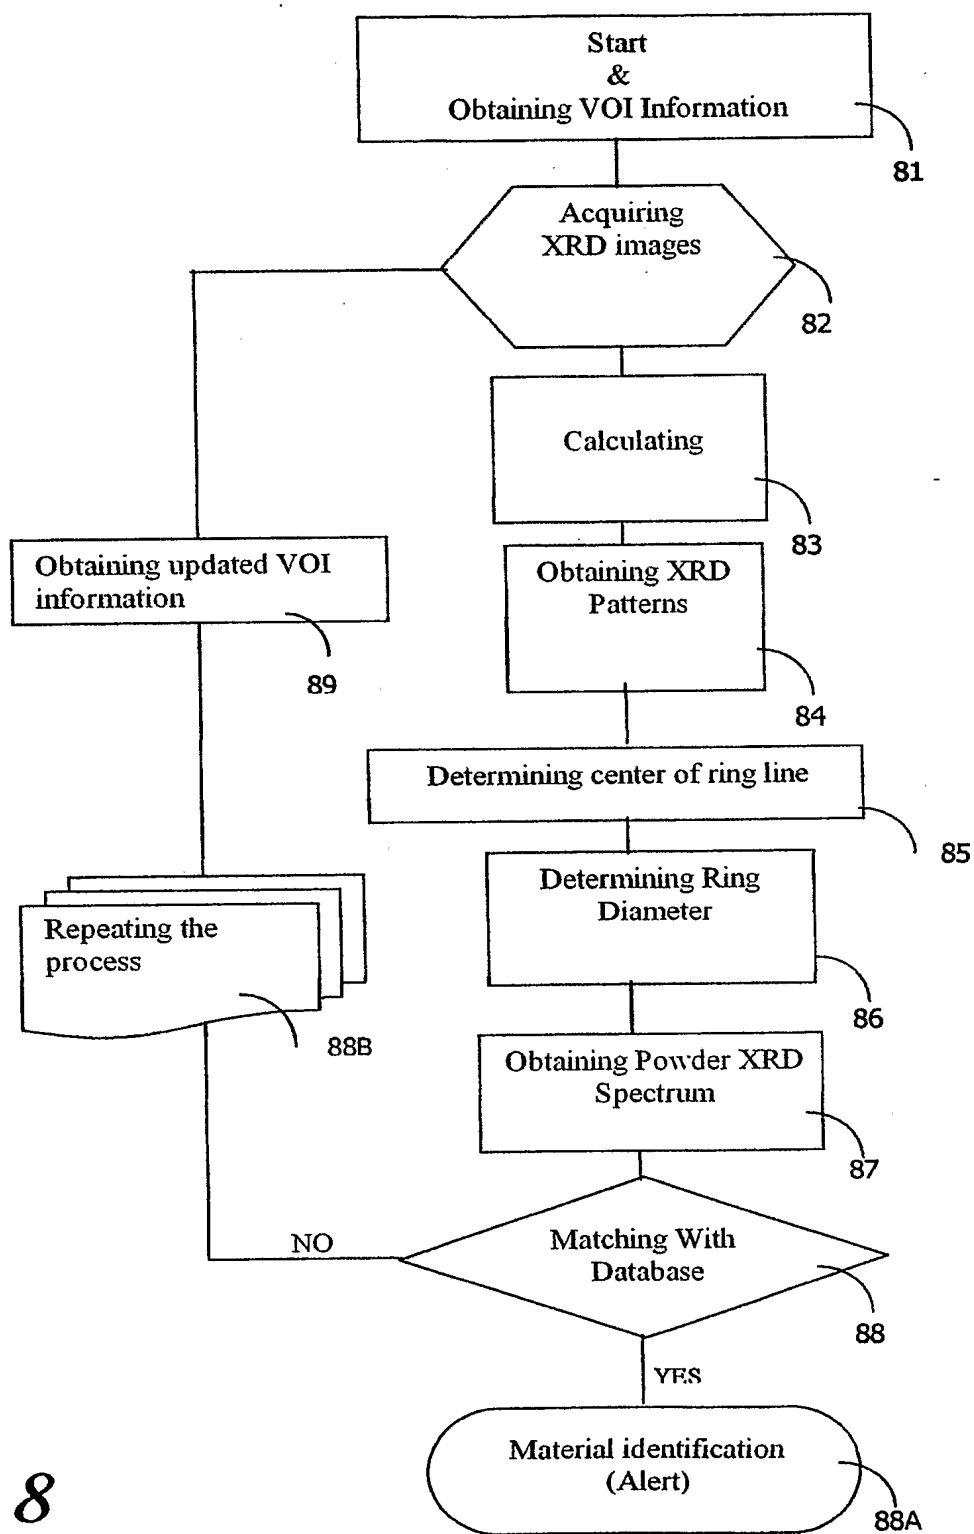 Start
&
Obtaining VOI Information
81
Acquiring
XRD images
82
Calculating
83
Obtaining XRD
Patterns
84
Obtaining updated VOI
information
89
Determining center of ring line
85
Determining Ring
Diameter
86
Repeating the
process
88B
Obtaining Powder XRD
Spectrum
87
NO
Matching With
Database
88
YES
Material identification
(Alert)
88A
8